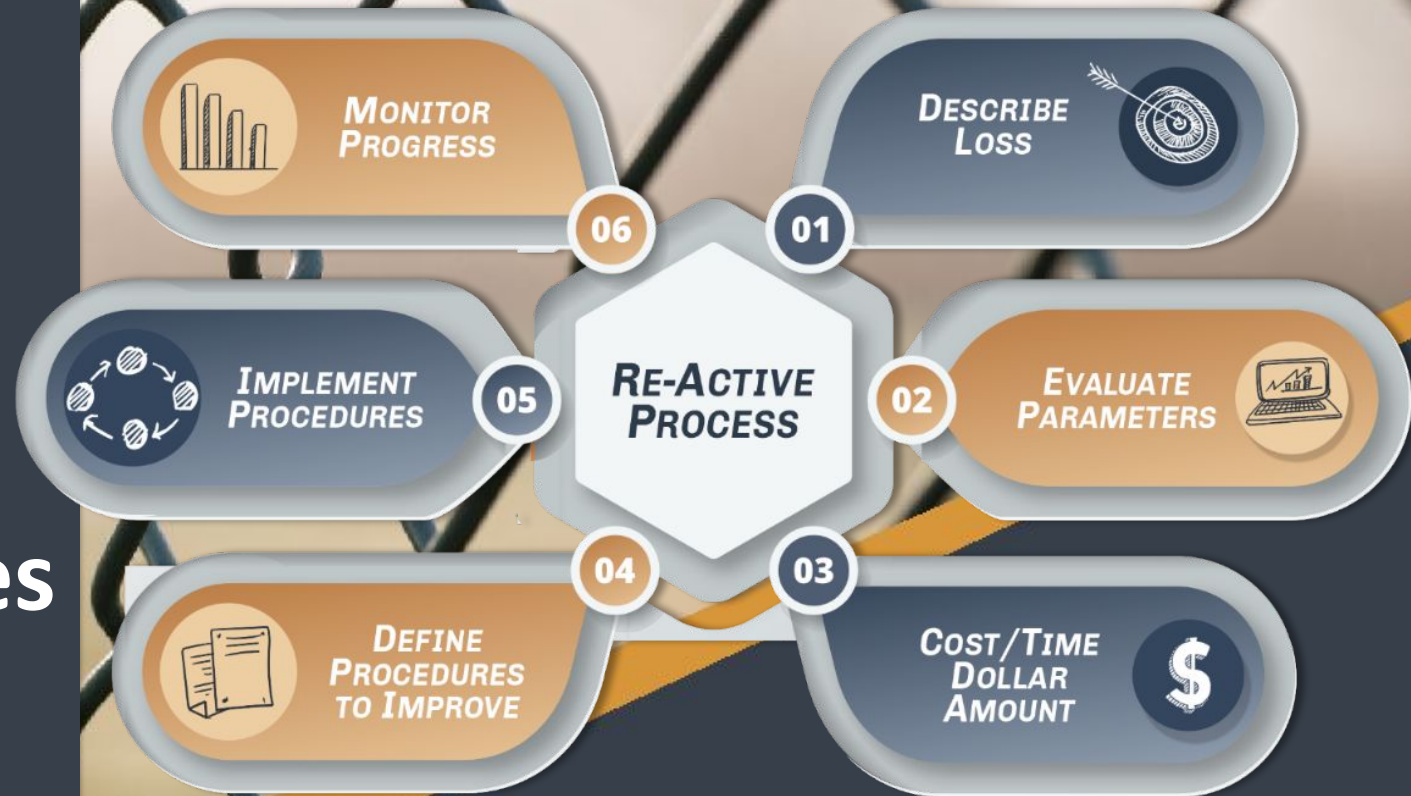 RE-ACTIVE
PROCESS
01
DESCRIBE
LOSS
02
EVALUATE
PARAMETERS
03
COST/TIME
DOLLAR
AMOUNT
04
DEFINE
PROCEDURES
TO IMPROVE
05
IMPLEMENT
PROCEDURES
06
MONITOR
PROGRESS
es
$